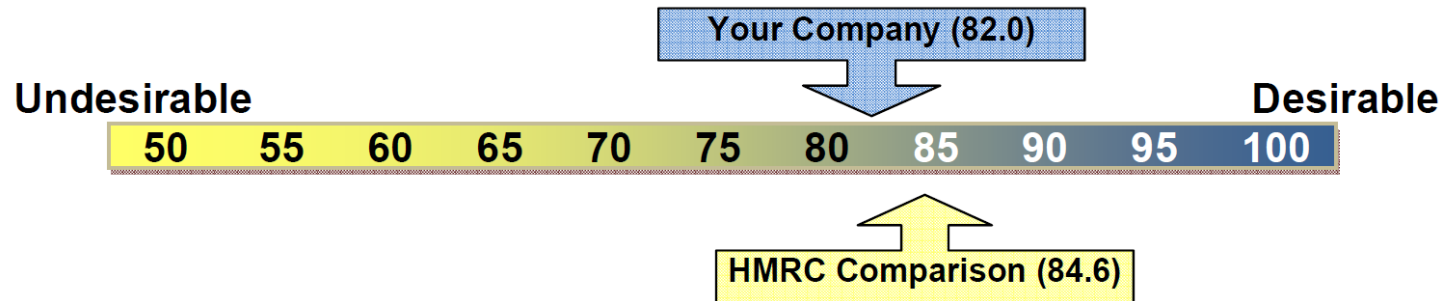 Your Company (82.0)
Undesirable Desirable
50 55 60 65 70 75 80 85 90 95 100
HMRC Comparison (84.6)